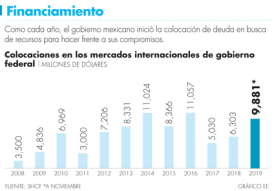 Financiamiento
Como cada año, el gobierno mexicano inició la colocación de deuda en busca
de recursos para hacer frente a sus compromisos.
Colocaciones en los mercados internacionales de gobierno
federal | MILLONES DE DÓLARES
3,500 4,836 6,969 3,000 7,206 8,331 11,024 8,366 11,057 5,030 6,303 9,881*
2008 2009 2010 2011 2012 2013 2014 2015 2016 2017 2018 2019
FUENTE: SHCP *A NOVIEMBRE GRÁFICO EE